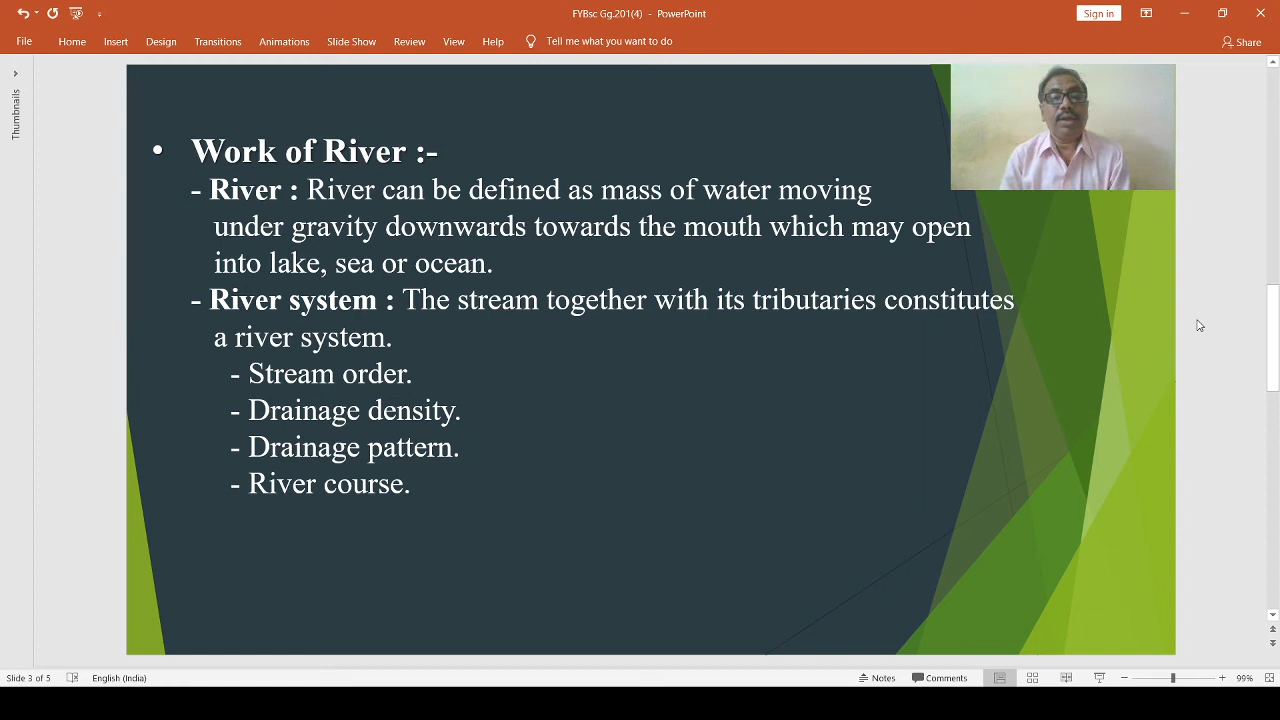 FYBsc Gg.201(4) - PowerPoint
Sign in
File Home Insert Design Transitions Animations Slide Show Review View Help Tell me what you want to do
Share
Thumbnails
• Work of River :-
- River : River can be defined as mass of water moving
under gravity downwards towards the mouth which may open
into lake, sea or ocean.
- River system : The stream together with its tributaries constitutes
a river system.
- Stream order.
- Drainage density.
- Drainage pattern.
- River course.
Slide 3 of 5 English (India) Notes Comments 99%